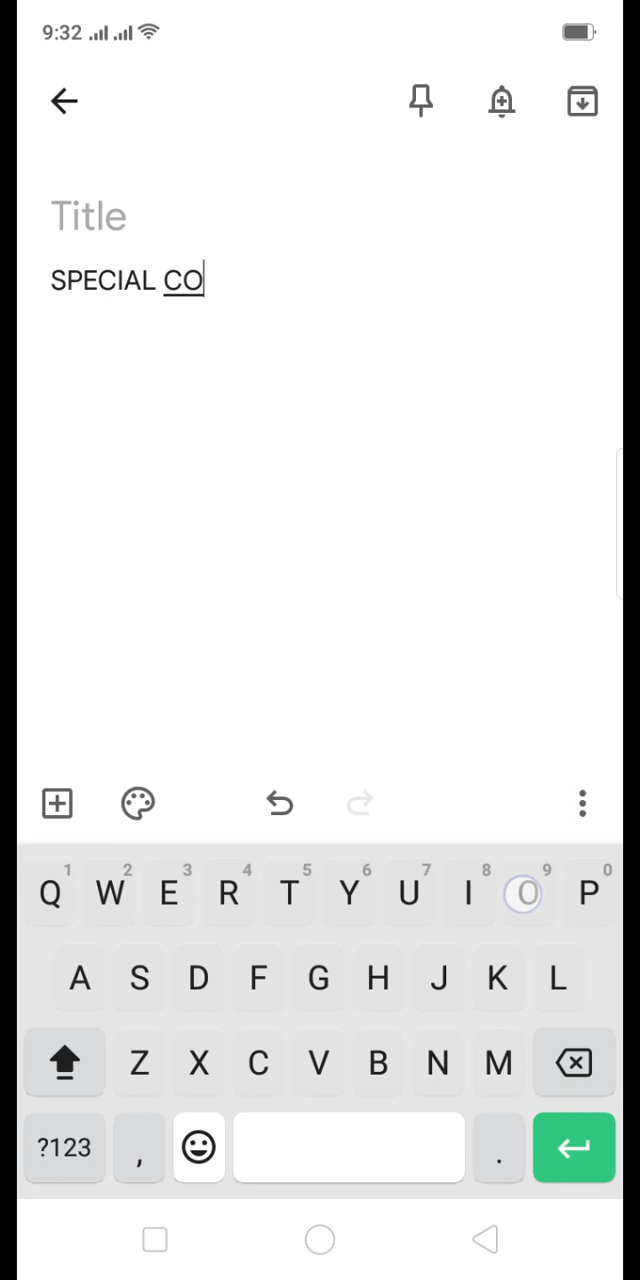 9:32
Title
SPECIAL CO
1 2 3 4 5 6 7 8 9 0
Q W E R T Y U I O P
A S D F G H J K L
Z X C V B N M
?123 , .